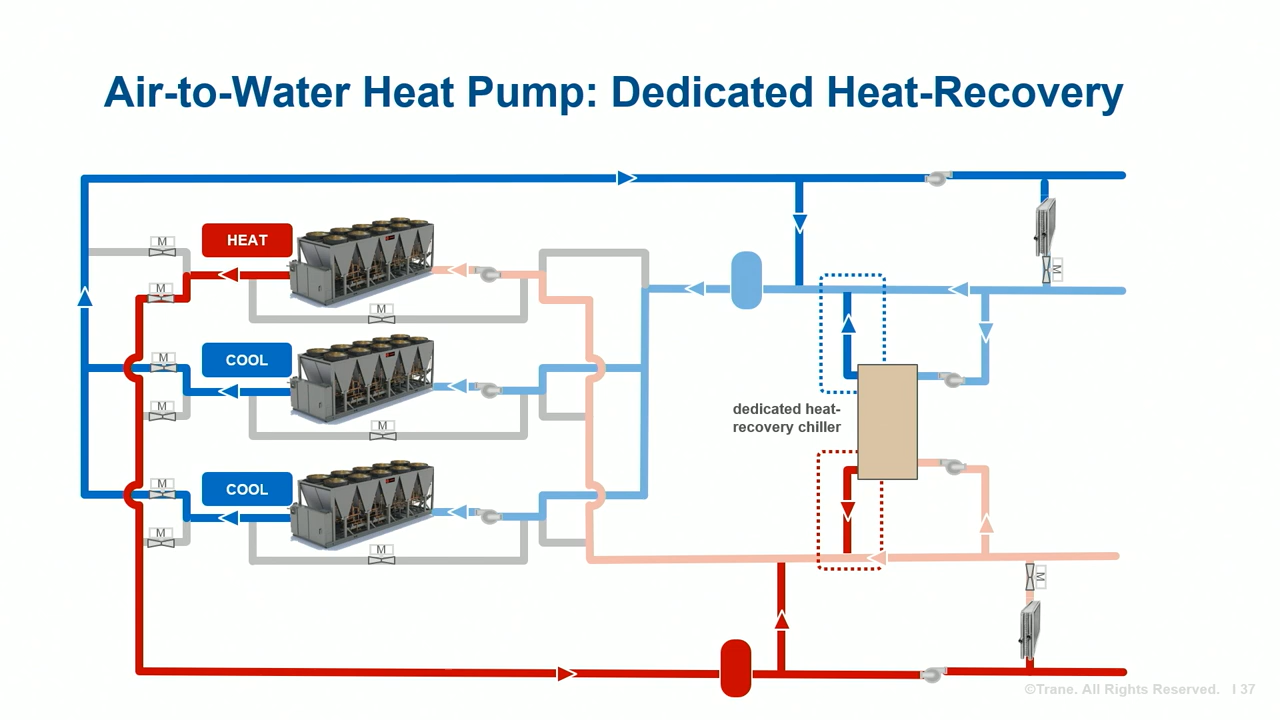 Air-to-Water Heat Pump: Dedicated Heat-Recovery
M
HEAT
M
M
M
COOL
M
M
M
dedicated heat-
recovery chiller
M
COOL
M
M
M
M
©Trane. All Rights Reserved. I 37